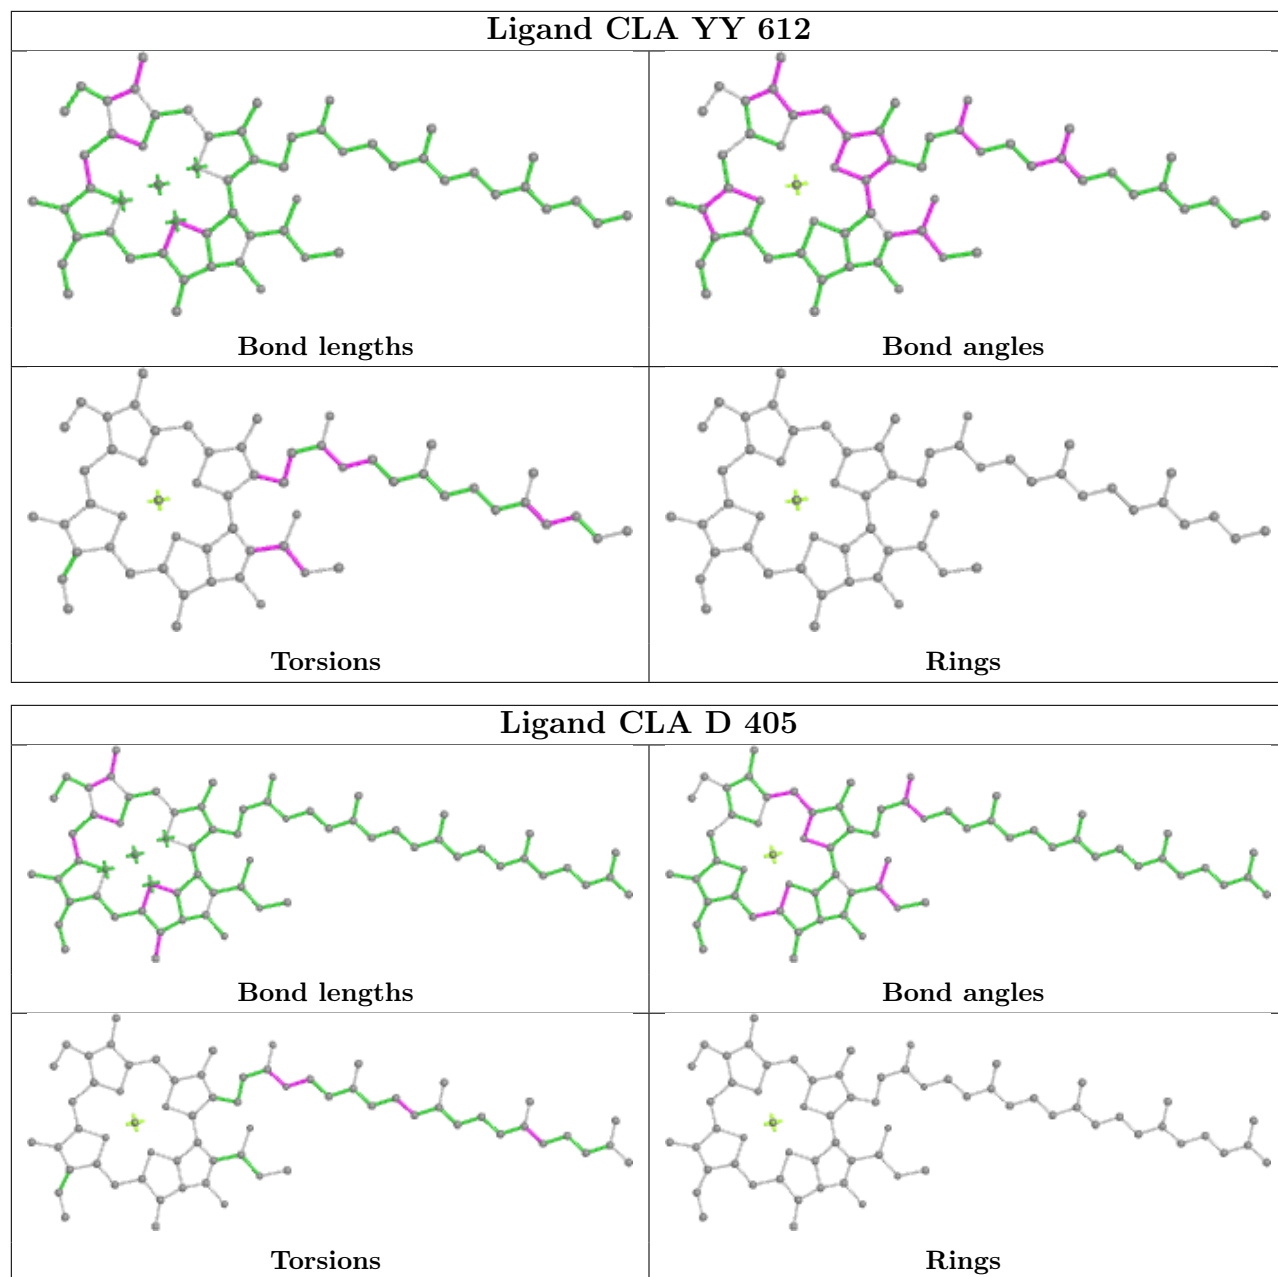 Ligand CLA YY 612
Bond lengths
Bond angles
Torsions
Rings
Ligand CLA D 405
Bond lengths
Bond angles
Torsions
Rings